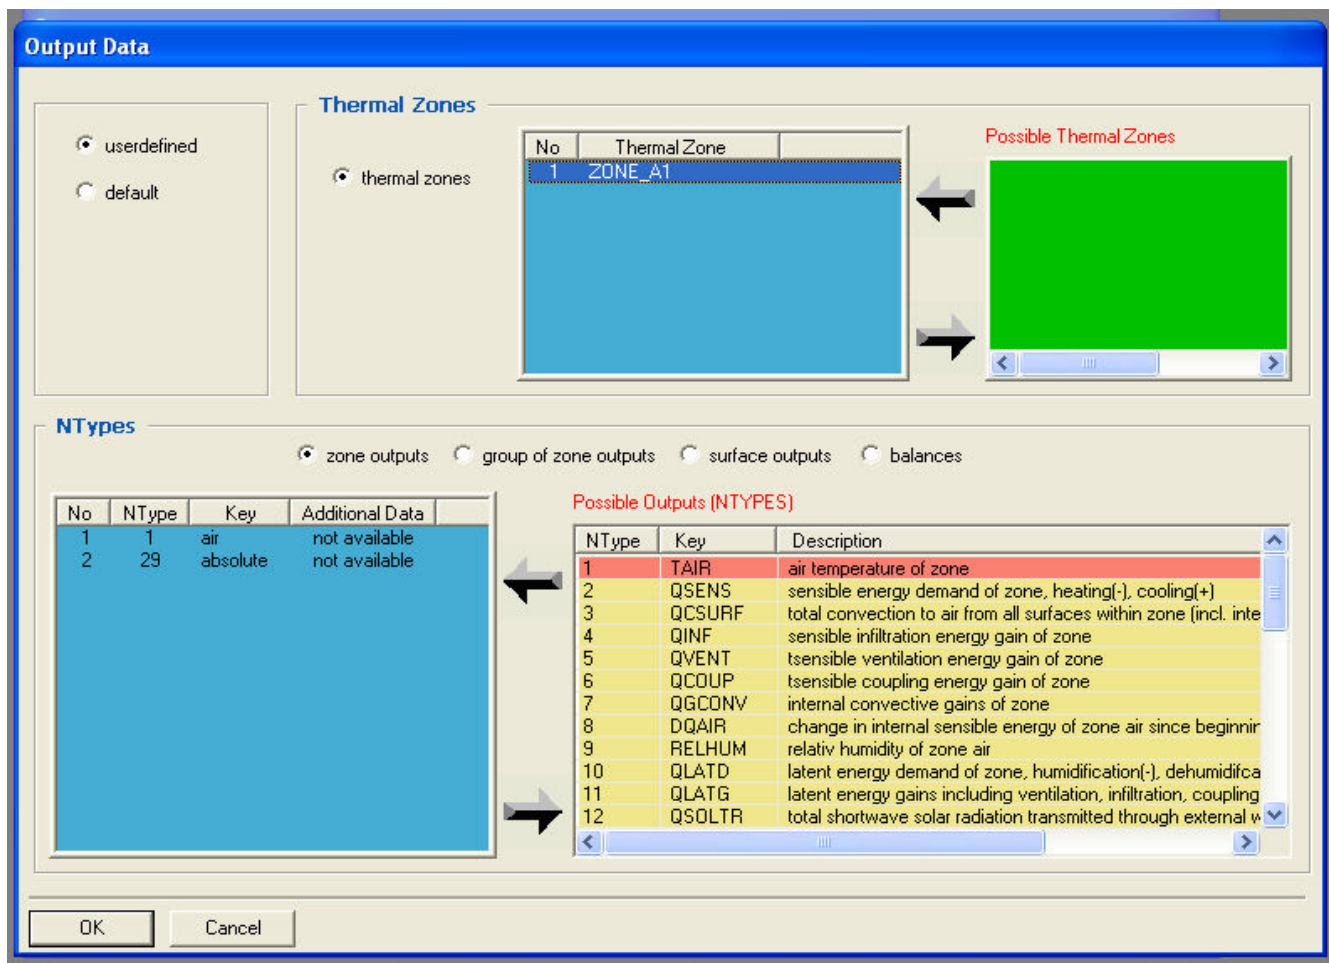 Output Data
userdefined
default
Thermal Zones
thermal zones
No Thermal Zone
1 ZONE_A1
Possible Thermal Zones
NTypes
zone outputs group of zone outputs surface outputs balances
No NType Key Additional Data
1 1 air not available
2 29 absolute not available
Possible Outputs (NTYPES)
NType Key Description
1 TAIR air temperature of zone
2 QSENS sensible energy demand of zone, heating(-), cooling(+)
3 QCSURF total convection to air from all surfaces within zone (incl. inte
4 QINF sensible infiltration energy gain of zone
5 QVENT tsensible ventilation energy gain of zone
6 QCOUP tsensible coupling energy gain of zone
7 QGCONV internal convective gains of zone
8 DQAIR change in internal sensible energy of zone air since beginnin
9 RELHUM relativ humidity of zone air
10 QLATD latent energy demand of zone, humidification(-), dehumidifca
11 QLATG latent energy gains including ventilation, infiltration, coupling
12 QSOLTR total shortwave solar radiation transmitted through external w
OK Cancel